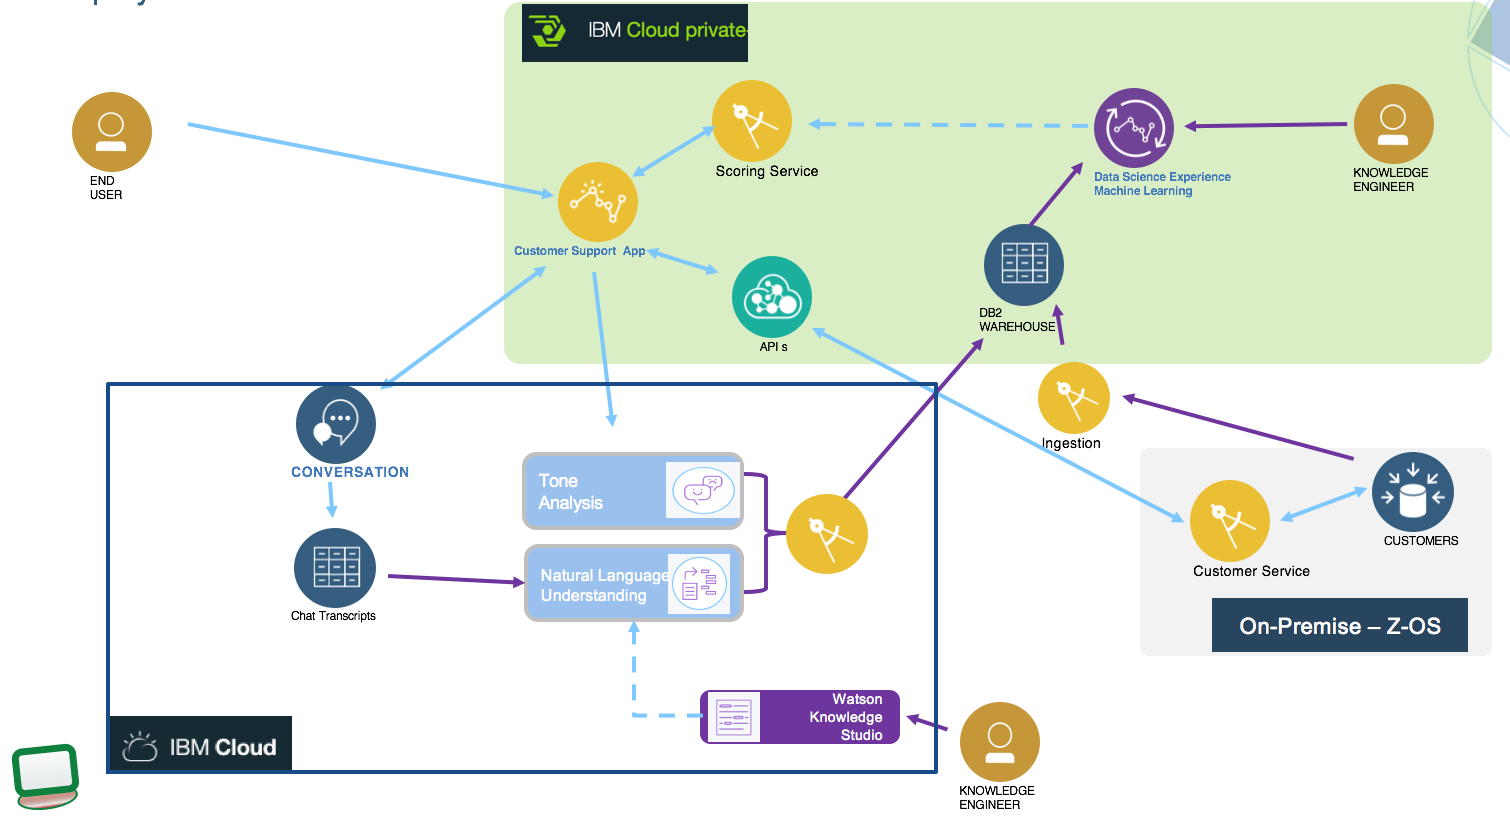 IBM Cloud private
END
USER
Scoring Service
Data Science Experience
Machine Learning
KNOWLEDGE
ENGINEER
Customer Support App
API s
DB2
WAREHOUSE
Ingestion
CONVERSATION
Chat Transcripts
Tone
Analysis
Natural Language
Understanding
CUSTOMERS
Customer Service
On-Premise – Z-OS
Watson
Knowledge
Studio
IBM Cloud
KNOWLEDGE
ENGINEER